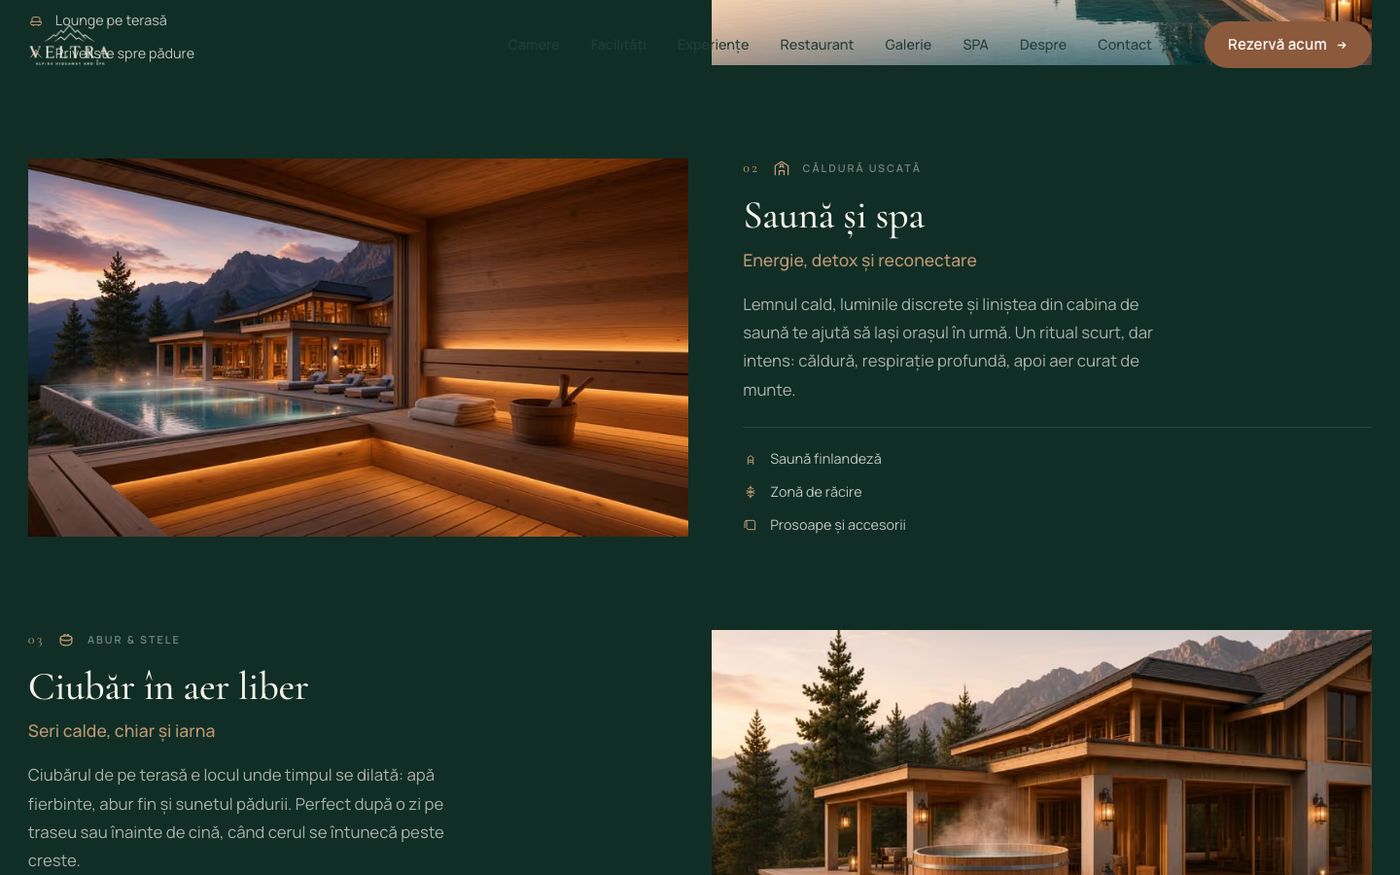 Lounge pe terasă
Priveliște spre pădure
VELTRA
ALPINE HIDEAWAY AND SPA
Camere
Facilități
Experiențe
Restaurant
Galerie
SPA
Despre
Contact
Rezervă acum →
02
CĂLDURĂ USCATĂ
Saună și spa
Energie, detox și reconectare
Lemnul cald, luminile discrete și liniștea din cabina de
saună te ajută să lași orașul în urmă. Un ritual scurt, dar
intens: căldură, respirație profundă, apoi aer curat de
munte.
Saună finlandeză
Zonă de răcire
Prosoape și accesorii
03
ABUR & STELE
Ciubăr în aer liber
Seri calde, chiar și iarna
Ciubărul de pe terasă e locul unde timpul se dilată: apă
fierbinte, abur fin și sunetul pădurii. Perfect după o zi pe
traseu sau înainte de cină, când cerul se întunecă peste
creste.